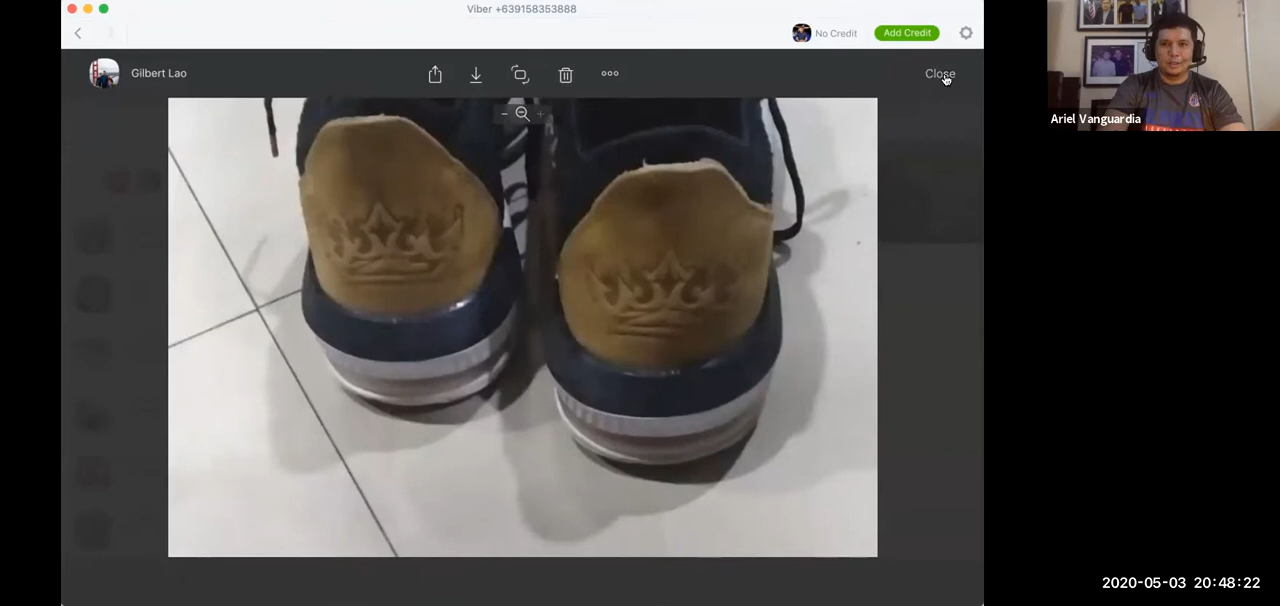 Viber +639158353888
No Credit
Add Credit
Gilbert Lao
Close
Ariel Vanguardia
2020-05-03 20:48:22